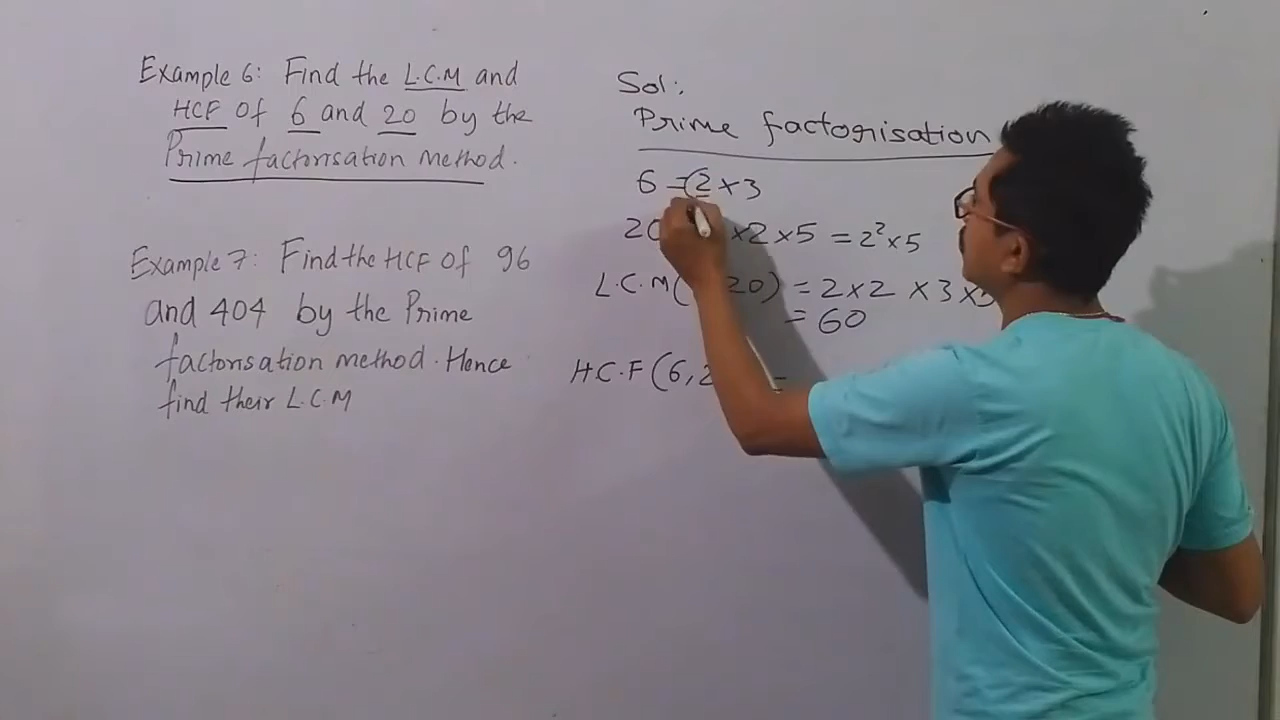 Example 6: Find the L.C.M and
HCF of 6 and 20 by the
Prime factorisation method.
Example 7: Find the HCF of 96
and 404 by the Prime
factorisation method. Hence
find their L.C.M
Sol:
Prime factorisation
6 = 2 × 3
20 × 2 × 5 = 2² × 5
L.C.M( 20) = 2 × 2 × 3 ×
= 60
H.C.F (6, 2 =